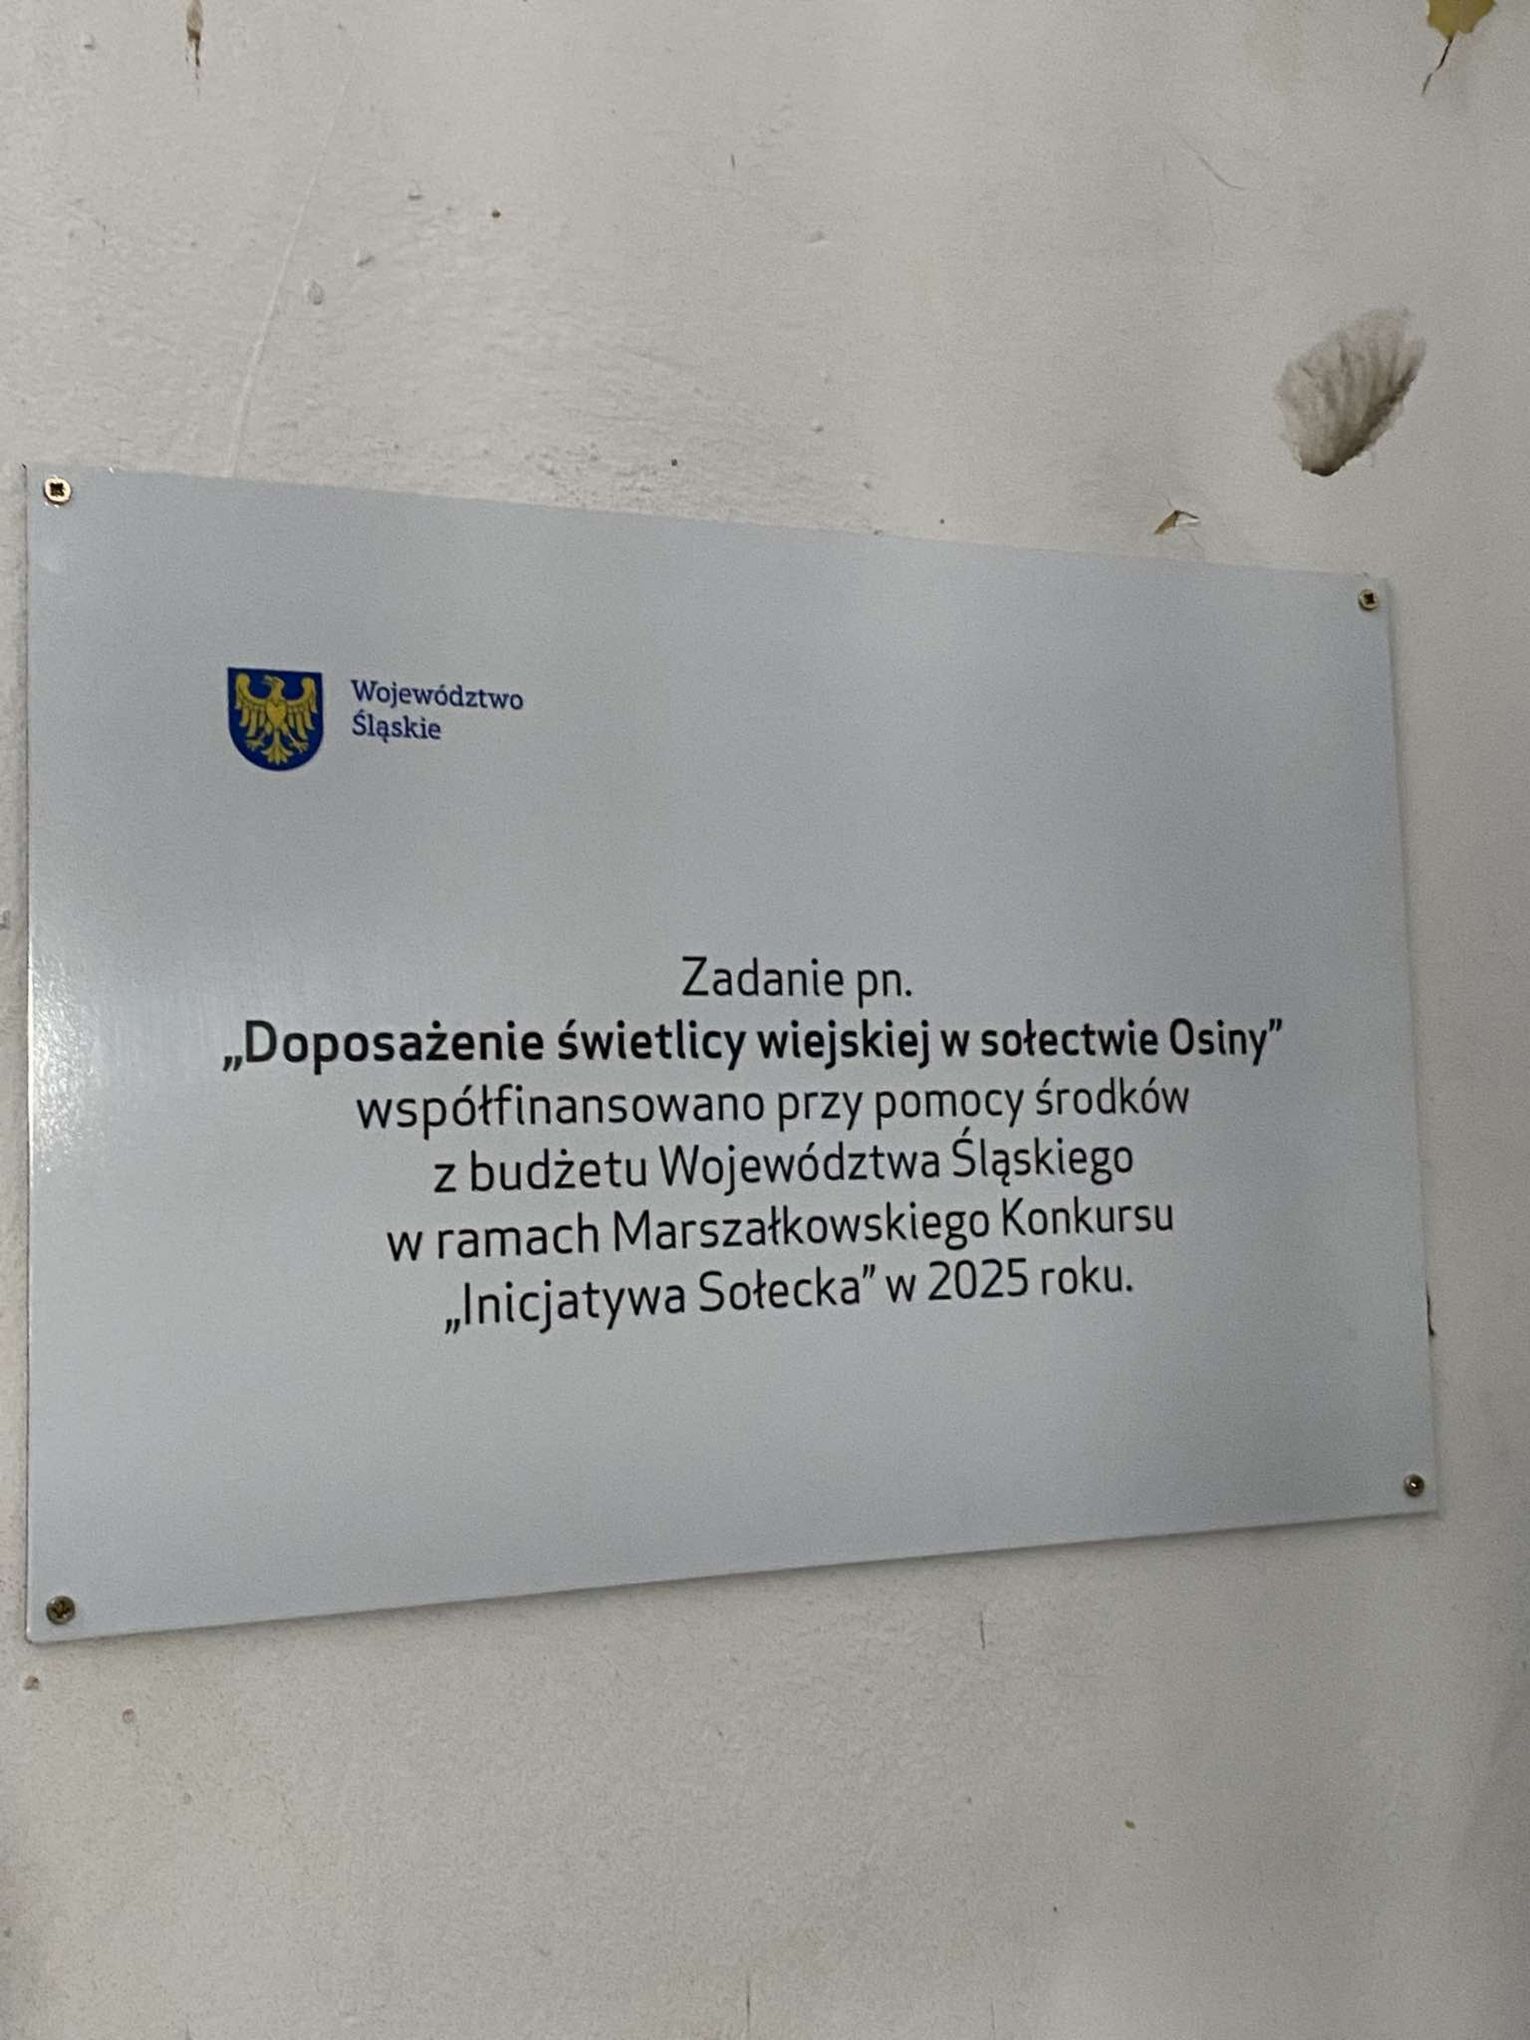 Województwo
Śląskie
Zadanie pn.
„Doposażenie świetlicy wiejskiej w sołectwie Osiny”
współfinansowano przy pomocy środków
z budżetu Województwa Śląskiego
w ramach Marszałkowskiego Konkursu
„Inicjatywa Sołecka” w 2025 roku.